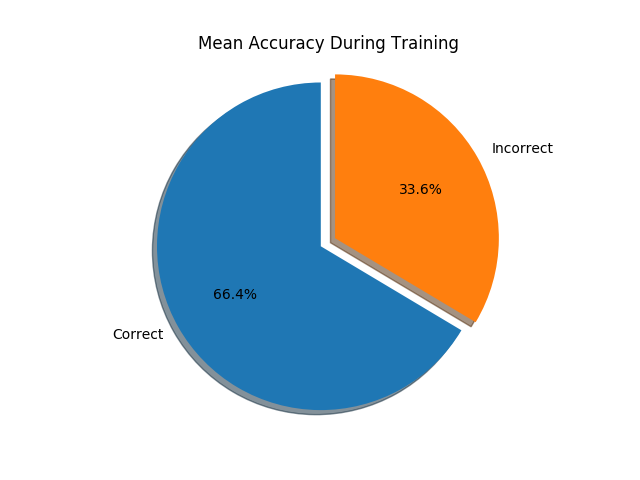 Mean Accuracy During Training
Incorrect
33.6%
66.4%
Correct